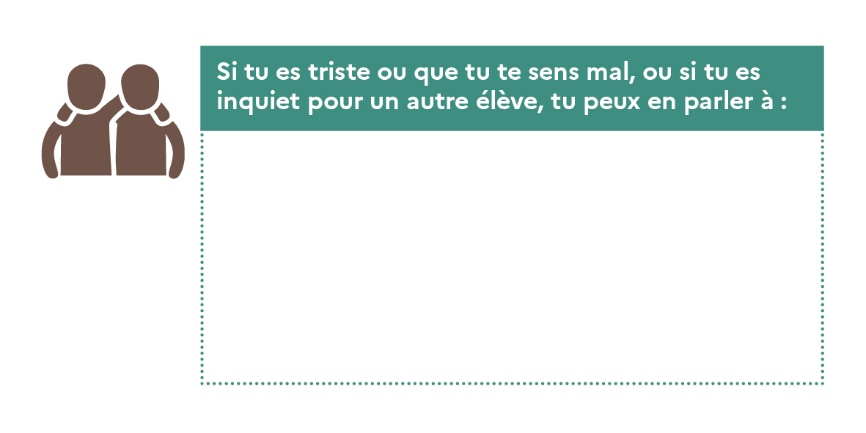 Si tu es triste ou que tu te sens mal, ou si tu es
inquiet pour un autre élève, tu peux en parler à :